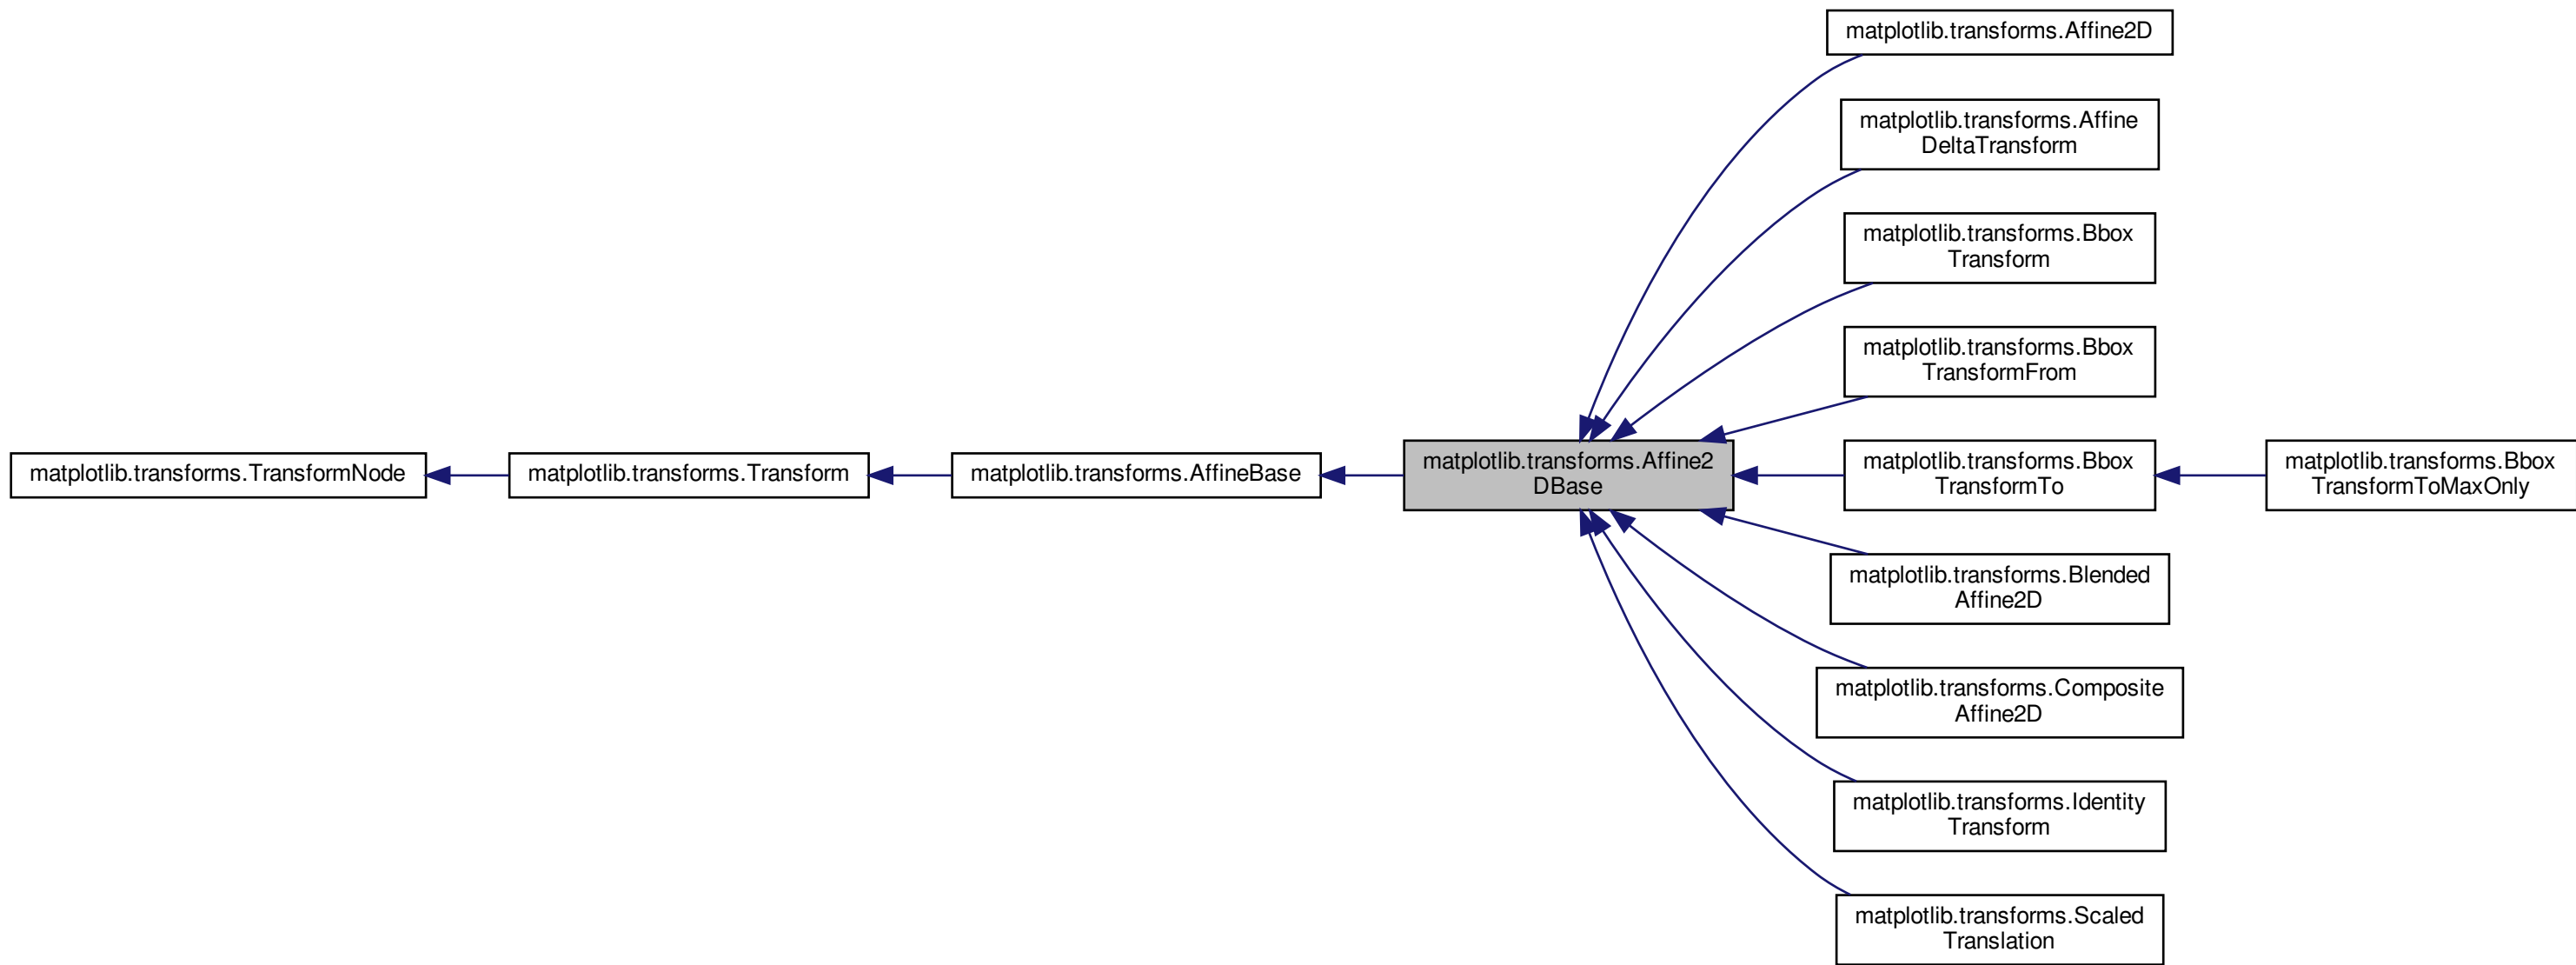 matplotlib.transforms.TransformNode
matplotlib.transforms.Transform
matplotlib.transforms.AffineBase
matplotlib.transforms.Affine2
DBase
matplotlib.transforms.Affine2D
matplotlib.transforms.Affine
DeltaTransform
matplotlib.transforms.Bbox
Transform
matplotlib.transforms.Bbox
TransformFrom
matplotlib.transforms.Bbox
TransformTo
matplotlib.transforms.Bbox
TransformToMaxOnly
matplotlib.transforms.Blended
Affine2D
matplotlib.transforms.Composite
Affine2D
matplotlib.transforms.Identity
Transform
matplotlib.transforms.Scaled
Translation